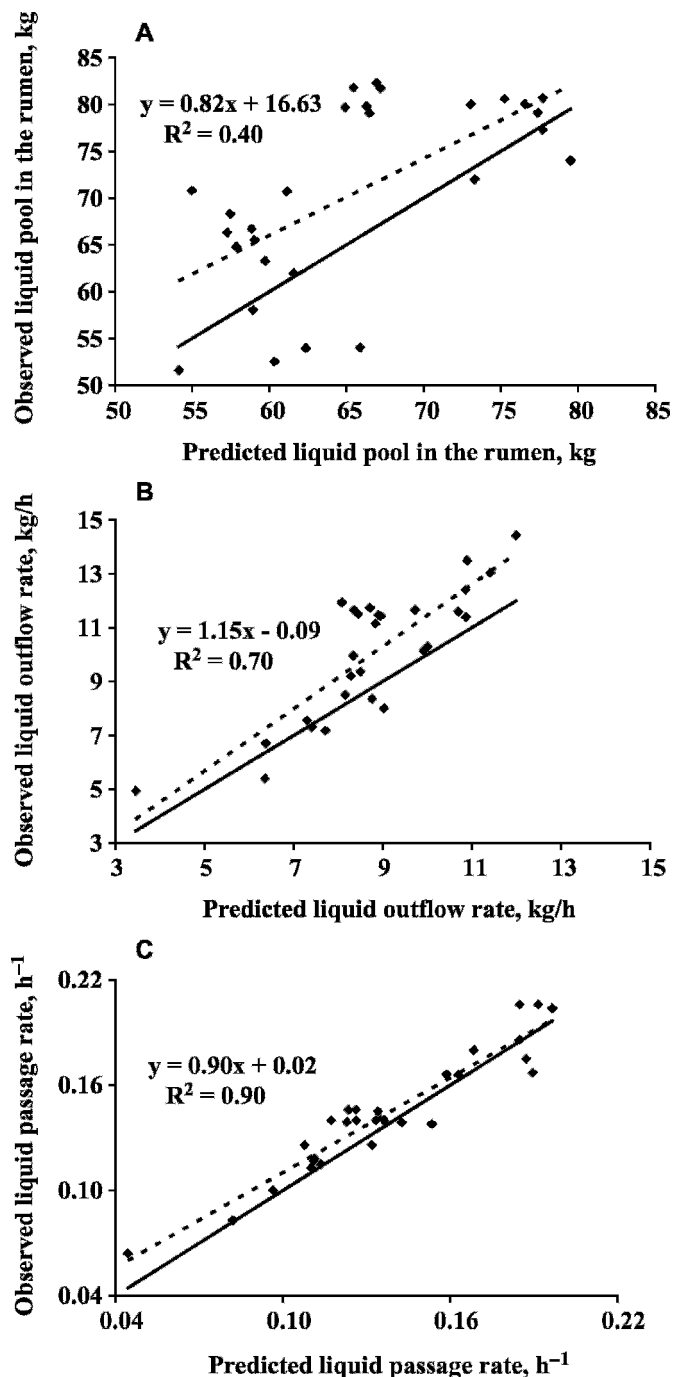 A
Observed liquid pool in the rumen, kg
85
80
75
70
65
60
55
50
y = 0.82x + 16.63
R² = 0.40
50 55 60 65 70 75 80 85
Predicted liquid pool in the rumen, kg
B
Observed liquid outflow rate, kg/h
15
13
11
9
7
5
3
y = 1.15x - 0.09
R² = 0.70
3 5 7 9 11 13 15
Predicted liquid outflow rate, kg/h
C
Observed liquid passage rate, h⁻¹
0.22
0.16
0.10
0.04
y = 0.90x + 0.02
R² = 0.90
0.04 0.10 0.16 0.22
Predicted liquid passage rate, h⁻¹